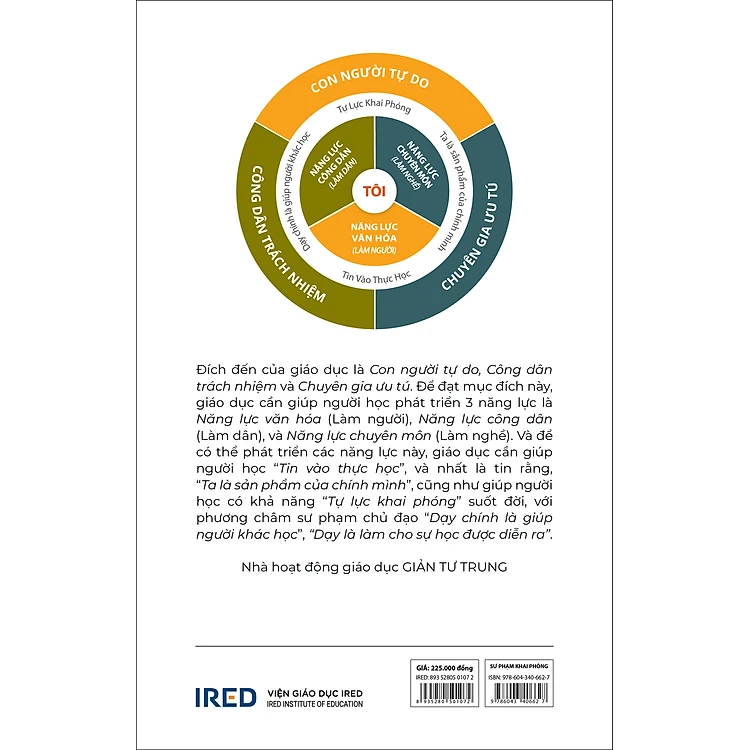 CON NGƯỜI TỰ DO
Tự Lực Khai Phóng
CÔNG DÂN TRÁCH NHIỆM
Dạy chính là giúp người khác học
NĂNG LỰC
CÔNG DÂN
(LÀM DÂN)
NĂNG LỰC
CHUYÊN MÔN
(LÀM NGHỀ)
Ta là sản phẩm của chính mình
CHUYÊN GIA ƯU TÚ
TÔI
NĂNG LỰC
VĂN HÓA
(LÀM NGƯỜI)
Tin Vào Thực Học
Đích đến của giáo dục là Con người tự do, Công dân
trách nhiệm và Chuyên gia ưu tú. Để đạt mục đích này,
giáo dục cần giúp người học phát triển 3 năng lực là
Năng lực văn hóa (Làm người), Năng lực công dân
(Làm dân), và Năng lực chuyên môn (Làm nghề). Và để
có thể phát triển các năng lực này, giáo dục cần giúp
người học “Tin vào thực học”, và nhất là tin rằng,
“Ta là sản phẩm của chính mình”, cũng như giúp người
học có khả năng “Tự lực khai phóng” suốt đời, với
phương châm sư phạm chủ đạo “Dạy chính là giúp
người khác học”, “Dạy là làm cho sự học được diễn ra”.
Nhà hoạt động giáo dục GIẢN TƯ TRUNG
IRED VIỆN GIÁO DỤC IRED
IRED INSTITUTE OF EDUCATION
GIÁ: 225.000 đồng
IRED: 893 52805 0107 2
8 935280 501072
SƯ PHẠM KHAI PHÓNG
ISBN: 978-604-340-662-7
9 786043 406627